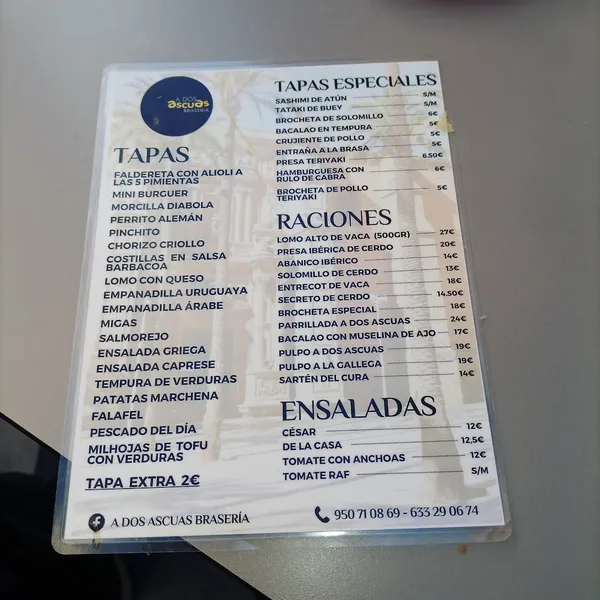 A DOS
ascuas
BRASERÍA
TAPAS
FALDERETA CON ALIOLI A
LAS 5 PIMIENTAS
MINI BURGUER
MORCILLA DIABOLA
PERRITO ALEMÁN
PINCHITO
CHORIZO CRIOLLO
COSTILLAS EN SALSA
BARBACOA
LOMO CON QUESO
EMPANADILLA URUGUAYA
EMPANADILLA ÁRABE
MIGAS
SALMOREJO
ENSALADA GRIEGA
ENSALADA CAPRESE
TEMPURA DE VERDURAS
PATATAS MARCHENA
FALAFEL
PESCADO DEL DÍA
MILHOJAS DE TOFU
CON VERDURAS
TAPA EXTRA 2€
A DOS ASCUAS BRASERÍA
TAPAS ESPECIALES
SASHIMI DE ATÚN S/M
TATAKI DE BUEY S/M
BROCHETA DE SOLOMILLO 6€
BACALAO EN TEMPURA 5€
CRUJIENTE DE POLLO 5€
ENTRAÑA A LA BRASA 5€
PRESA TERIYAKI 6.50€
HAMBURGUESA CON 6€
RULO DE CABRA
BROCHETA DE POLLO 5€
TERIYAKI
RACIONES
LOMO ALTO DE VACA (500GR) 27€
PRESA IBÉRICA DE CERDO 20€
ABANICO IBÉRICO 14€
SOLOMILLO DE CERDO 13€
ENTRECOT DE VACA 18€
SECRETO DE CERDO 14.50€
BROCHETA ESPECIAL 18€
PARRILLADA A DOS ASCUAS 24€
BACALAO CON MUSELINA DE AJO 17€
PULPO A DOS ASCUAS 19€
PULPO A LA GALLEGA 19€
SARTÉN DEL CURA 14€
ENSALADAS
CÉSAR 12€
DE LA CASA 12,5€
TOMATE CON ANCHOAS 12€
TOMATE RAF S/M
950 71 08 69 - 633 29 06 74